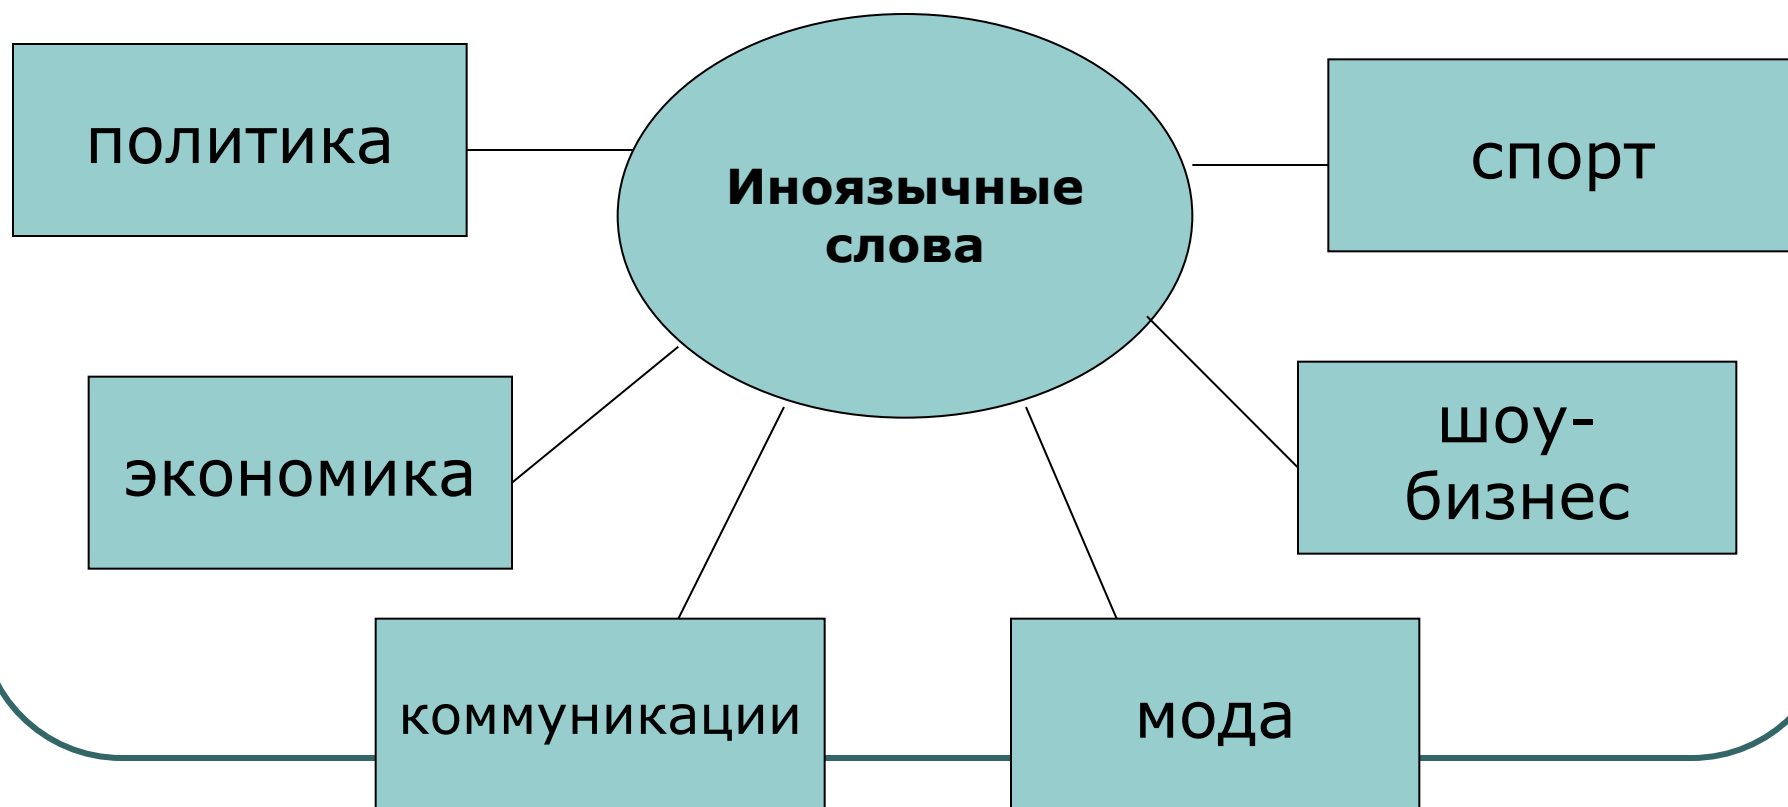 политика
Иноязычные
слова
спорт
экономика
шоу-
бизнес
коммуникации
мода